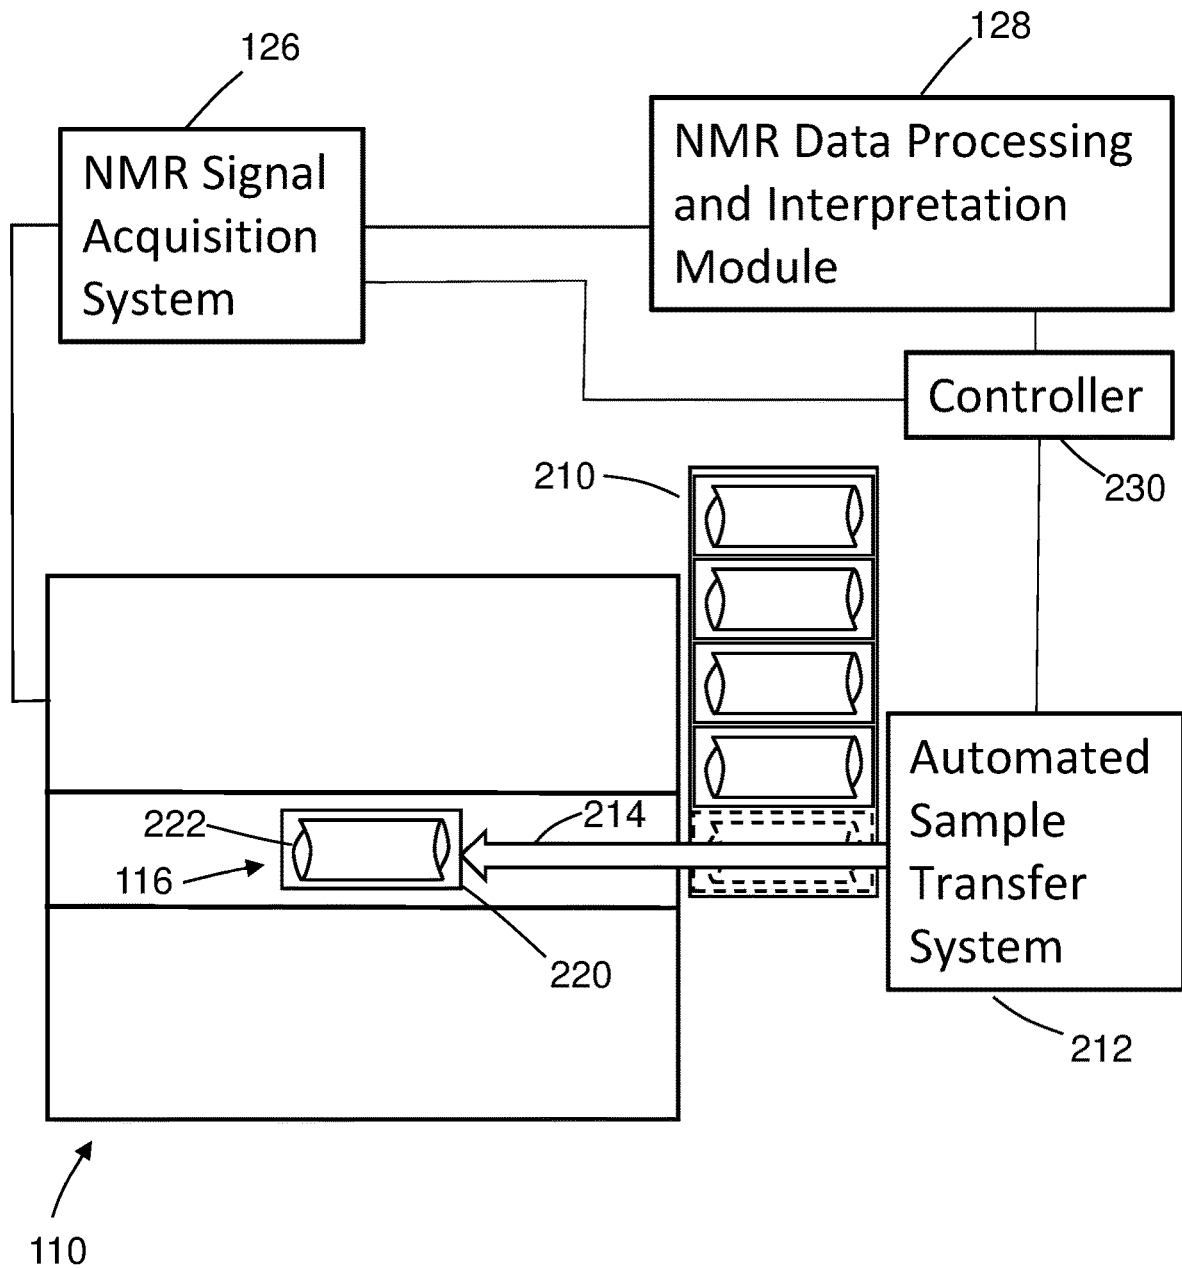 126
128
NMR Signal
Acquisition
System
NMR Data Processing
and Interpretation
Module
Controller
230
210
Automated
Sample
Transfer
System
222
214
116
220
212
110